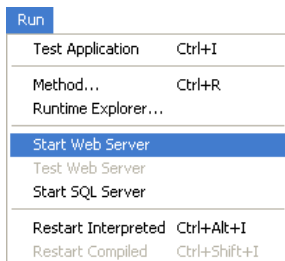 Run
Test Application Ctrl+I
Method... Ctrl+R
Runtime Explorer...
Start Web Server
Test Web Server
Start SQL Server
Restart Interpreted Ctrl+Alt+I
Restart Compiled Ctrl+Shift+I